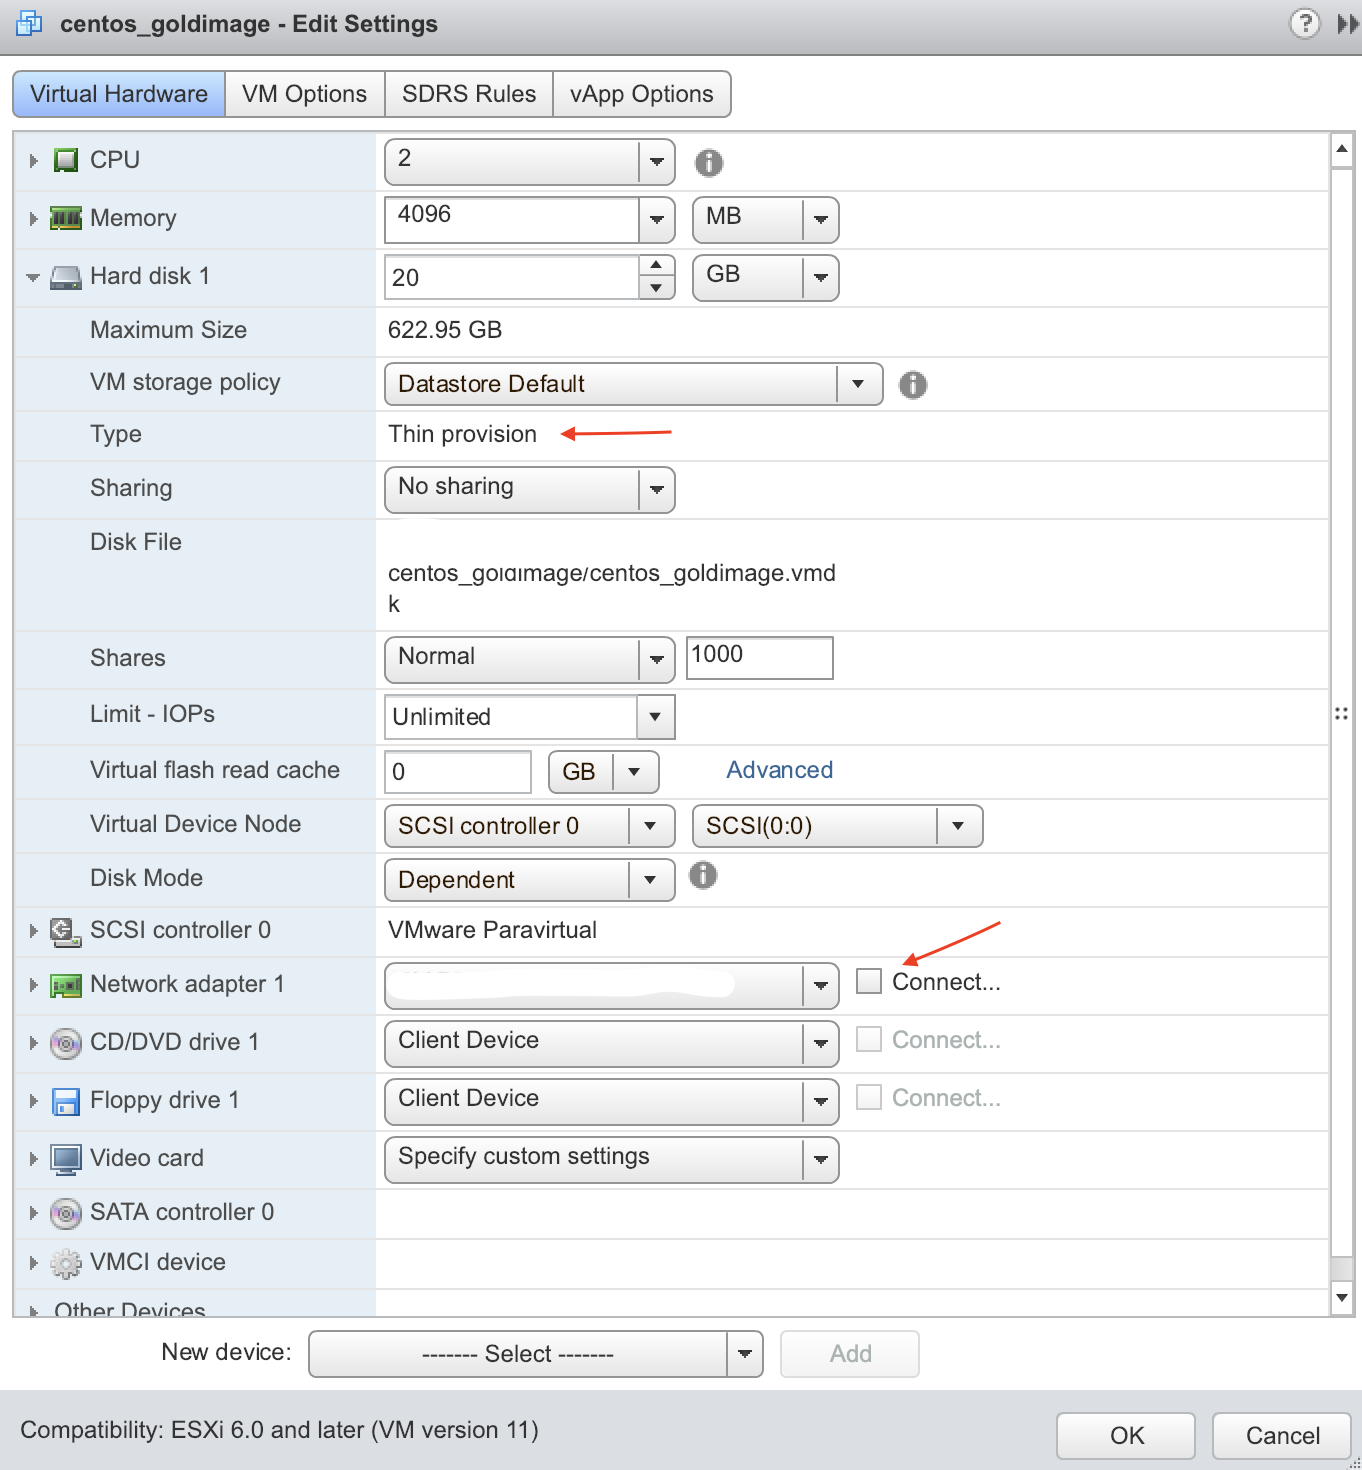 centos_goldimage - Edit Settings
Virtual Hardware VM Options SDRS Rules vApp Options
CPU 2
Memory 4096 MB
Hard disk 1 20 GB
Maximum Size 622.95 GB
VM storage policy Datastore Default
Type Thin provision
Sharing No sharing
Disk File
centos_goldimage/centos_goldimage.vmd
k
Shares Normal 1000
Limit - IOPs Unlimited
Virtual flash read cache 0 GB Advanced
Virtual Device Node SCSI controller 0 SCSI(0:0)
Disk Mode Dependent
SCSI controller 0 VMware Paravirtual
Network adapter 1 Connect...
CD/DVD drive 1 Client Device Connect...
Floppy drive 1 Client Device Connect...
Video card Specify custom settings
SATA controller 0
VMCI device
Other Devices
New device: ------- Select ------- Add
Compatibility: ESXi 6.0 and later (VM version 11) OK Cancel